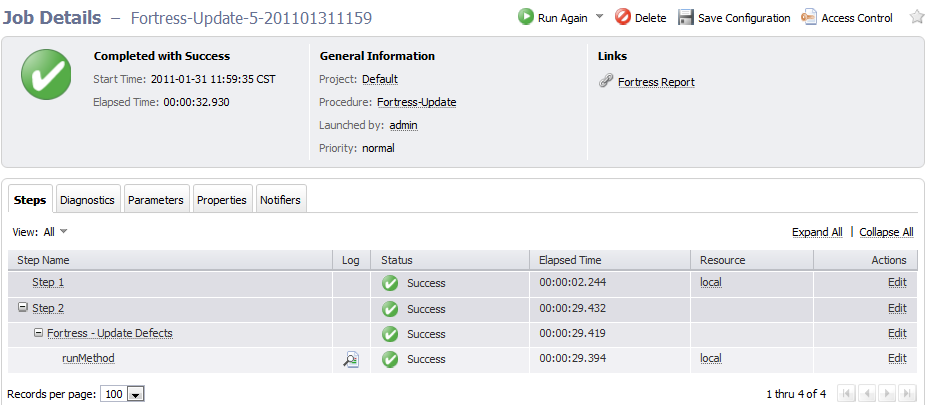 Job Details – Fortress-Update-5-201101311159 Run Again Delete Save Configuration Access Control
Completed with Success General Information Links
Start Time: 2011-01-31 11:59:35 CST Project: Default Fortress Report
Elapsed Time: 00:00:32.930 Procedure: Fortress-Update
Launched by: admin
Priority: normal
Steps Diagnostics Parameters Properties Notifiers
View: All Expand All | Collapse All
Step Name Log Status Elapsed Time Resource Actions
Step 1 Success 00:00:02.244 local Edit
Step 2 Success 00:00:29.432 Edit
Fortress - Update Defects Success 00:00:29.419 Edit
runMethod Success 00:00:29.394 local Edit
Records per page: 100 1 thru 4 of 4